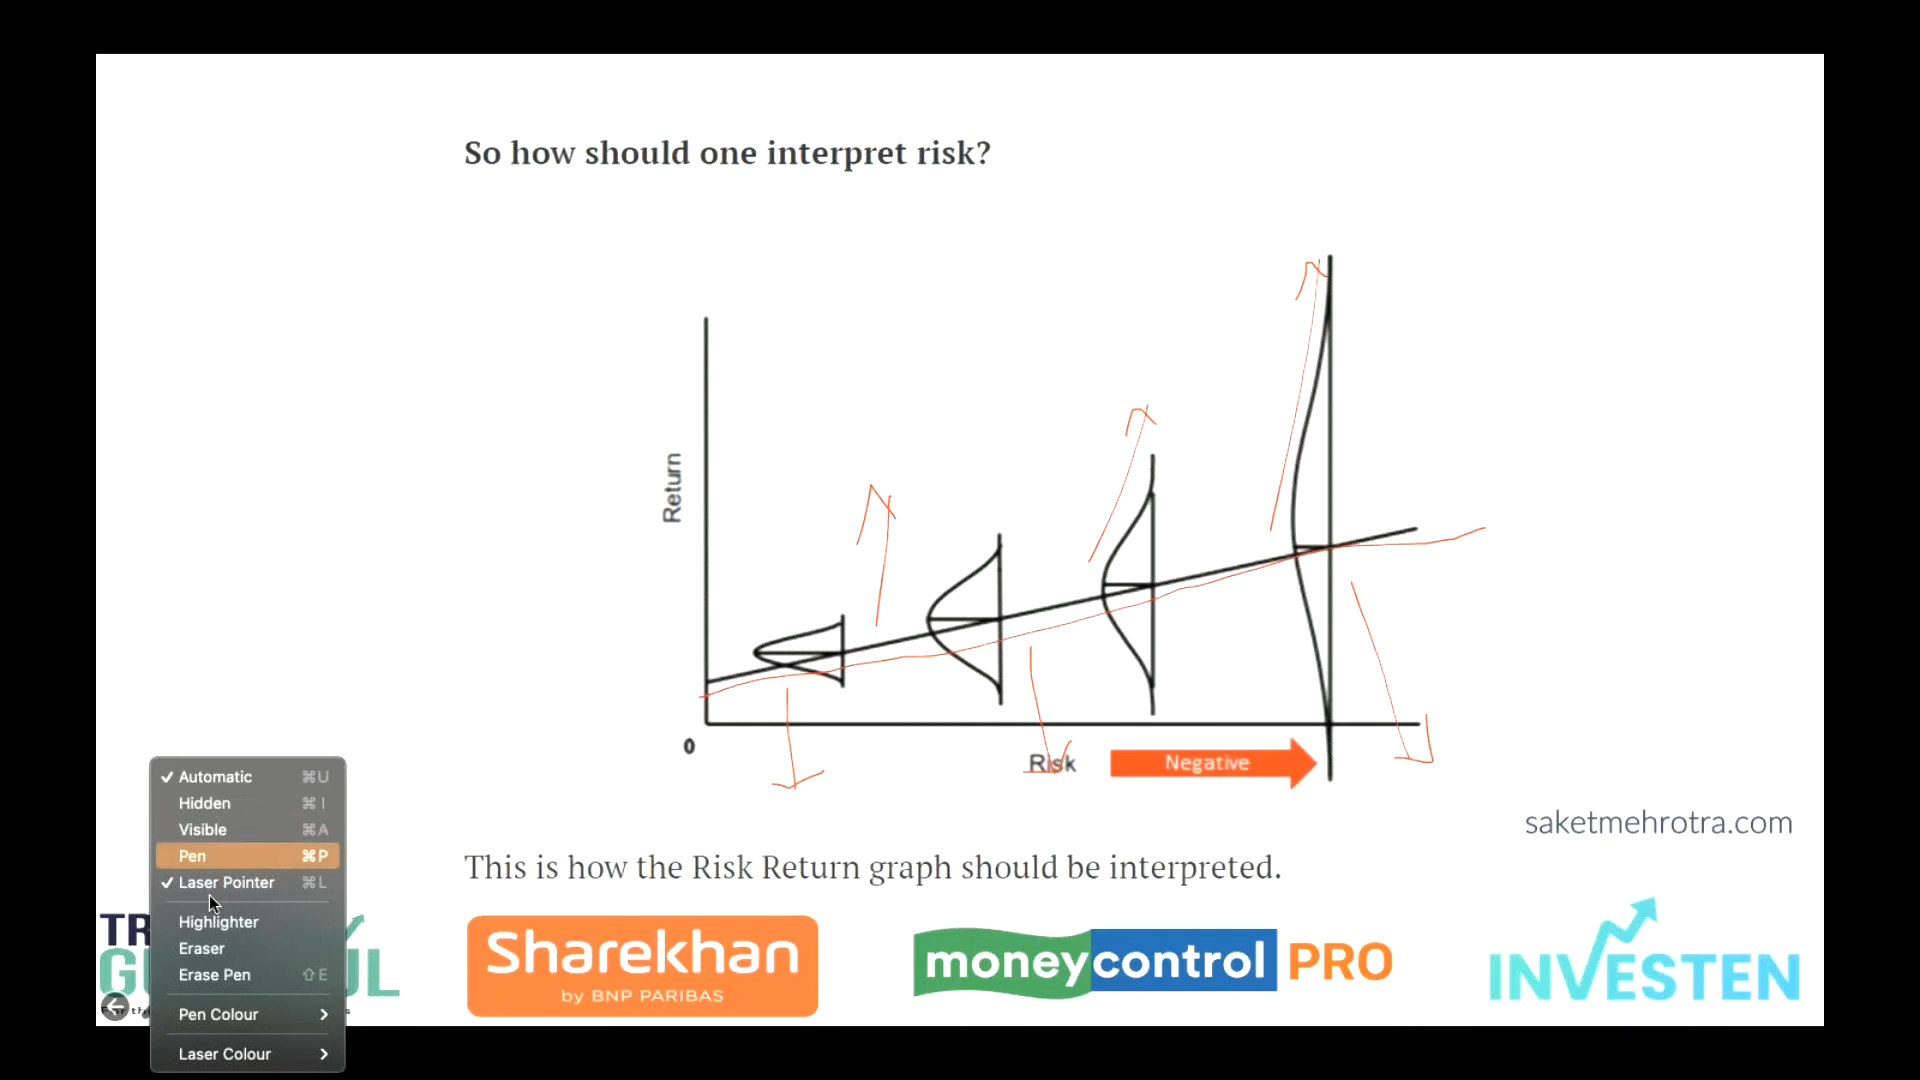 So how should one interpret risk?
Return
0
Risk
Negative
saketmehrotra.com
This is how the Risk Return graph should be interpreted.
✓ Automatic ⌘U
Hidden ⌘I
Visible ⌘A
Pen ⌘P
✓ Laser Pointer ⌘L
Highlighter
Eraser
Erase Pen ⇧E
Pen Colour >
Laser Colour >
Sharekhan
by BNP PARIBAS
moneycontrol PRO
INVESTEN